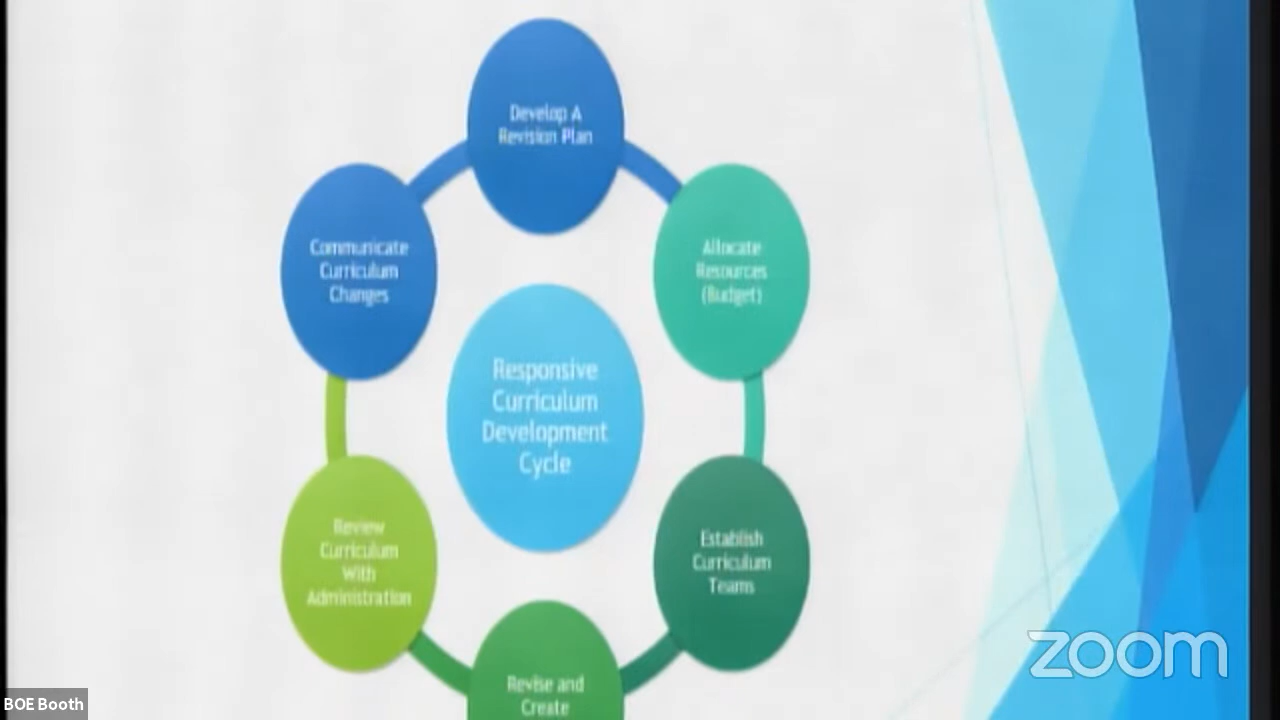 Develop A
Revision Plan
Allocate
Resources
(Budget)
Establish
Curriculum
Teams
Revise and
Create
Review
Curriculum
With
Administration
Communicate
Curriculum
Changes
Responsive
Curriculum
Development
Cycle
zoom
BOE Booth